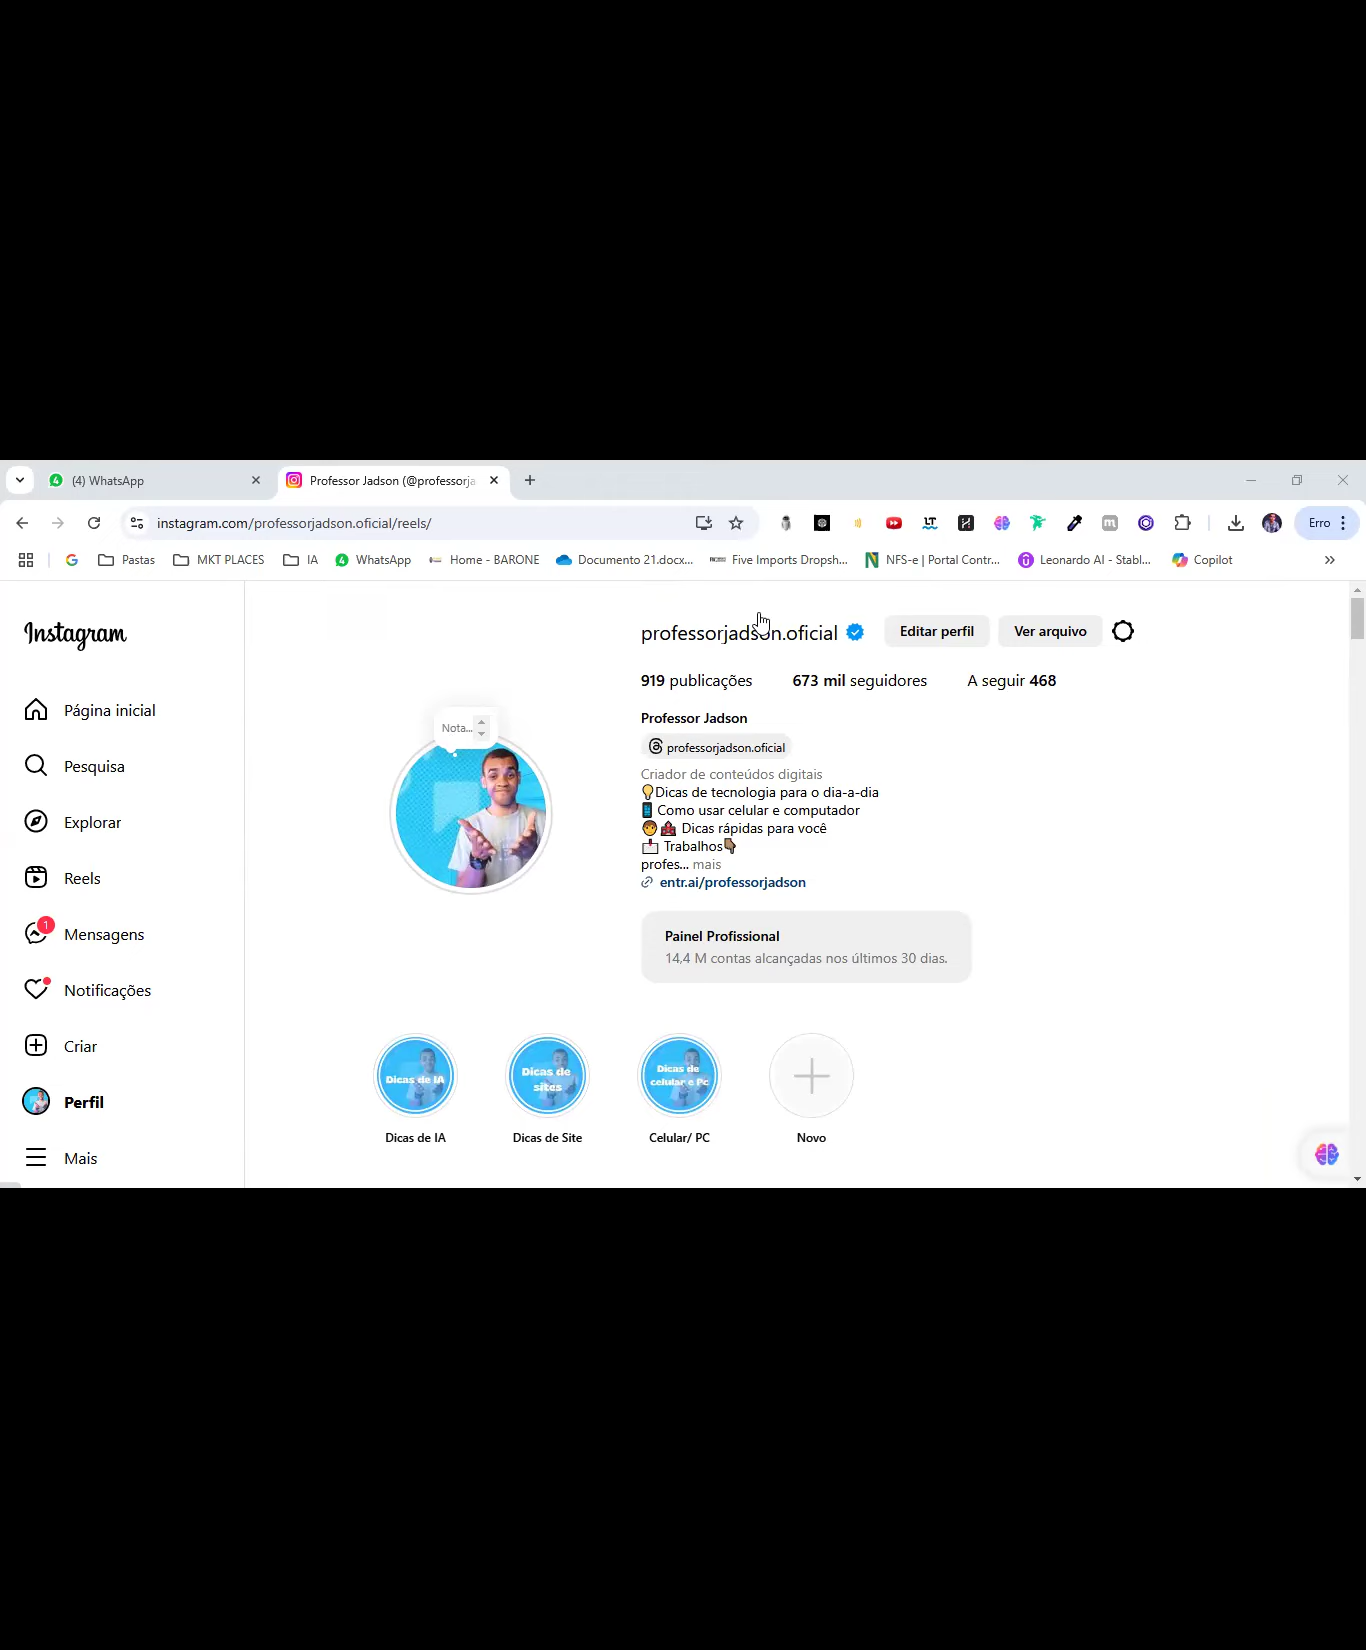 (4) WhatsApp
Professor Jadson (@professorja
instagram.com/professorjadson.oficial/reels/
Erro
Pastas
MKT PLACES
IA
WhatsApp
Home - BARONE
Documento 21.docx...
Five Imports Dropsh...
NFS-e | Portal Contr...
Leonardo AI - Stabl...
Copilot
Instagram
Página inicial
Pesquisa
Explorar
Reels
1
Mensagens
Notificações
Criar
Perfil
Mais
professorjadson.oficial
Editar perfil
Ver arquivo
919 publicações
673 mil seguidores
A seguir 468
Nota...
Professor Jadson
professorjadson.oficial
Criador de conteúdos digitais
💡Dicas de tecnologia para o dia-a-dia
📱 Como usar celular e computador
👨🏫 Dicas rápidas para você
📩 Trabalhos👇🏾
profes... mais
entr.ai/professorjadson
Painel Profissional
14,4 M contas alcançadas nos últimos 30 dias.
Dicas de IA
Dicas de
sites
Dicas de
celular e Pc
Dicas de IA
Dicas de Site
Celular/ PC
Novo